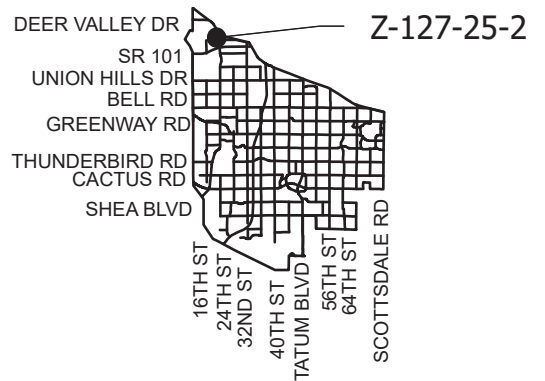 DEER VALLEY DR
Z-127-25-2
SR 101
UNION HILLS DR
BELL RD
GREENWAY RD
THUNDERBIRD RD
CACTUS RD
SHEA BLVD
16TH ST
24TH ST
32ND ST
40TH ST
TATUM BLVD
56TH ST
64TH ST
SCOTTSDALE RD